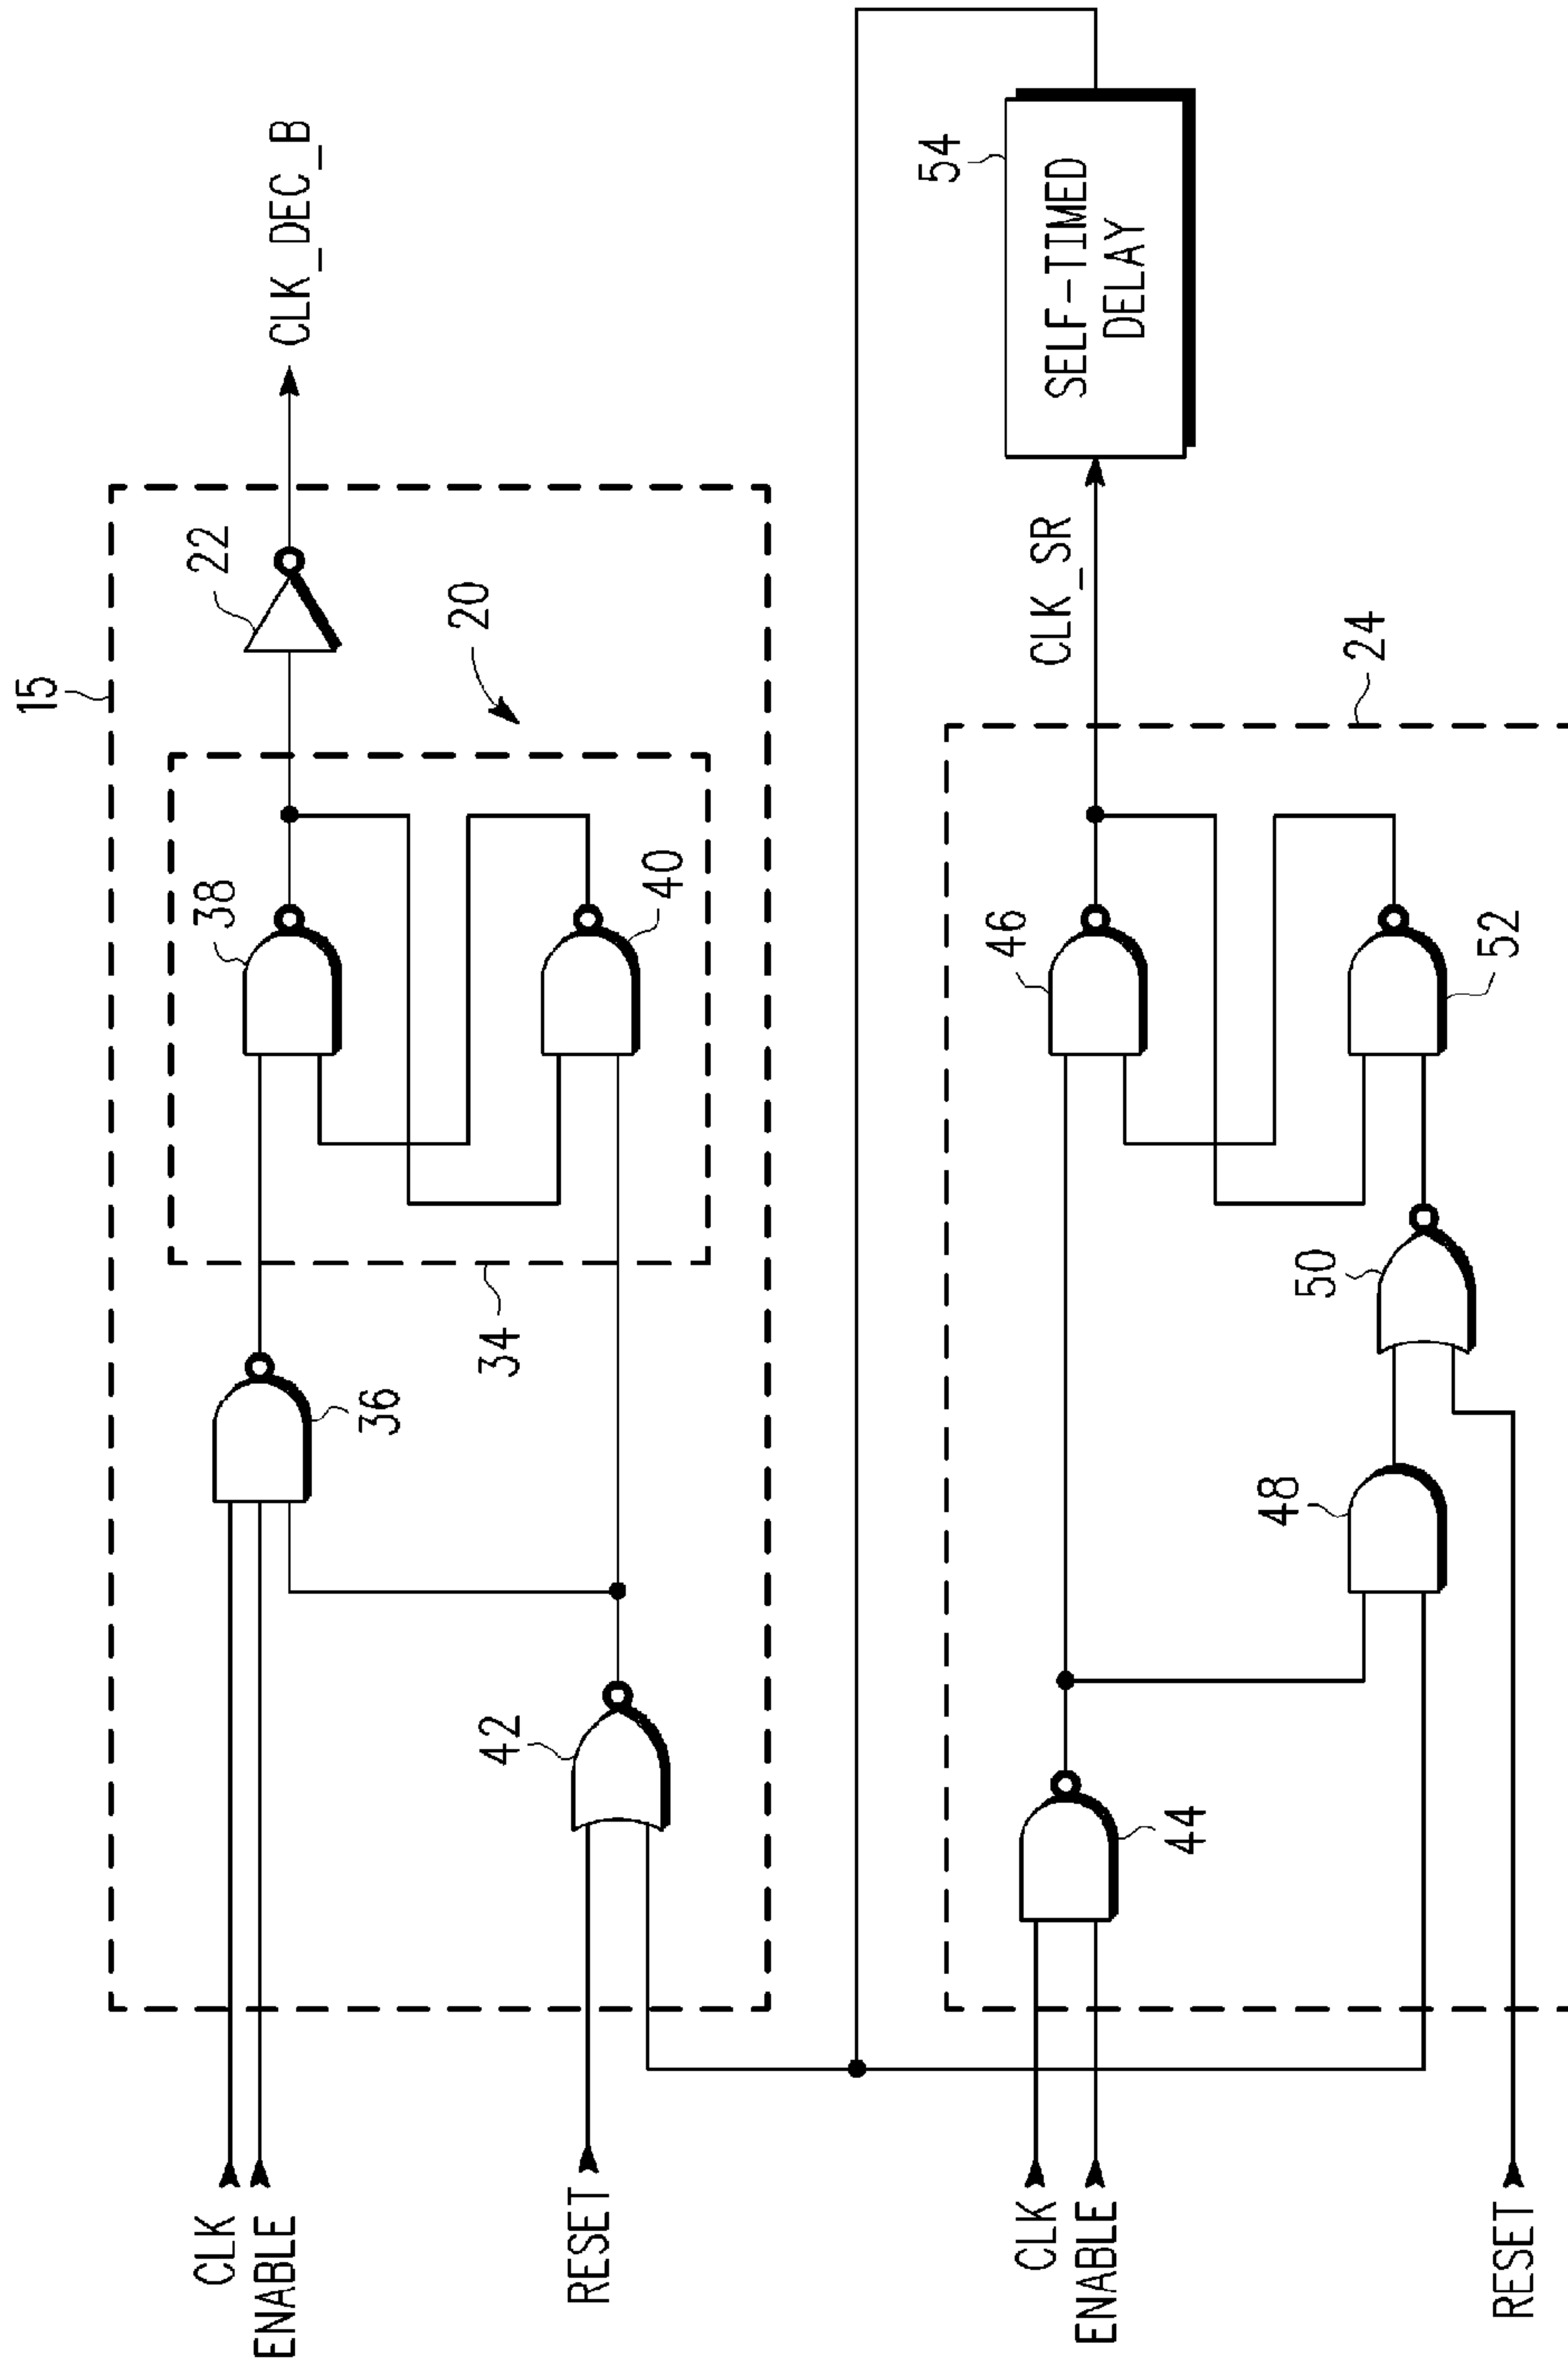 15
CLK
ENABLE
36
38
22
CLK_DEC_B
20
34
RESET
42
40
54
SELF-TIMED
DELAY
CLK
ENABLE
44
46
CLK_SR
24
48
50
52
RESET